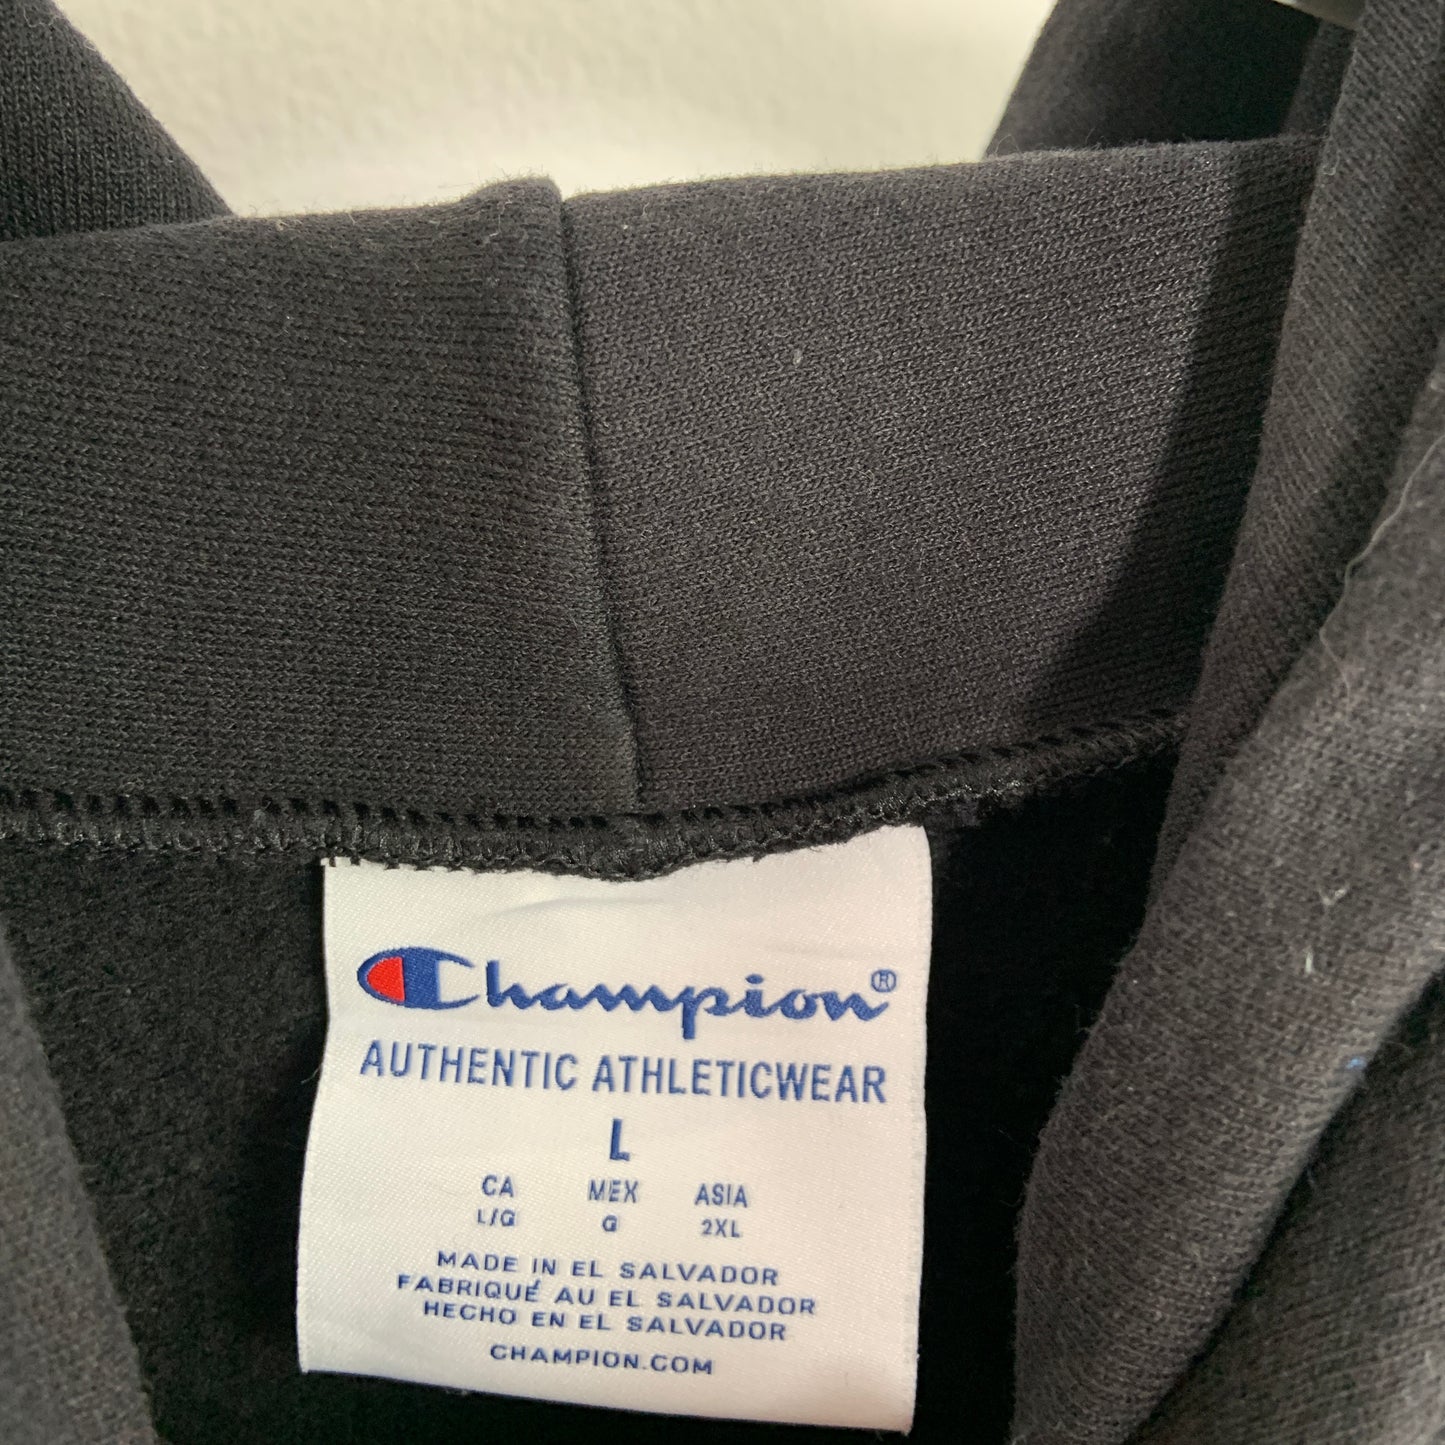 Champion®
AUTHENTIC ATHLETICWEAR
L
CA MEX ASIA
L/G G 2XL
MADE IN EL SALVADOR
FABRIQUÉ AU EL SALVADOR
HECHO EN EL SALVADOR
CHAMPION.COM